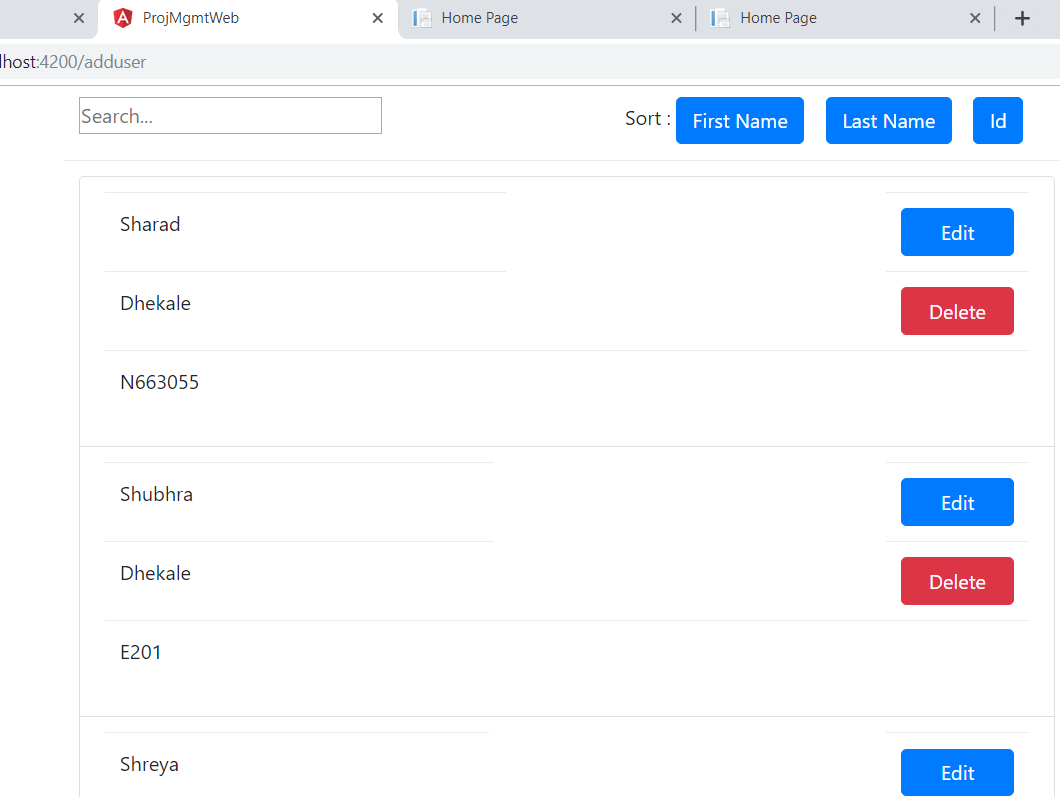 ProjMgmtWeb Home Page Home Page
lhost:4200/adduser
Search... Sort : First Name Last Name Id
Sharad Edit
Dhekale Delete
N663055
Shubhra Edit
Dhekale Delete
E201
Shreya Edit